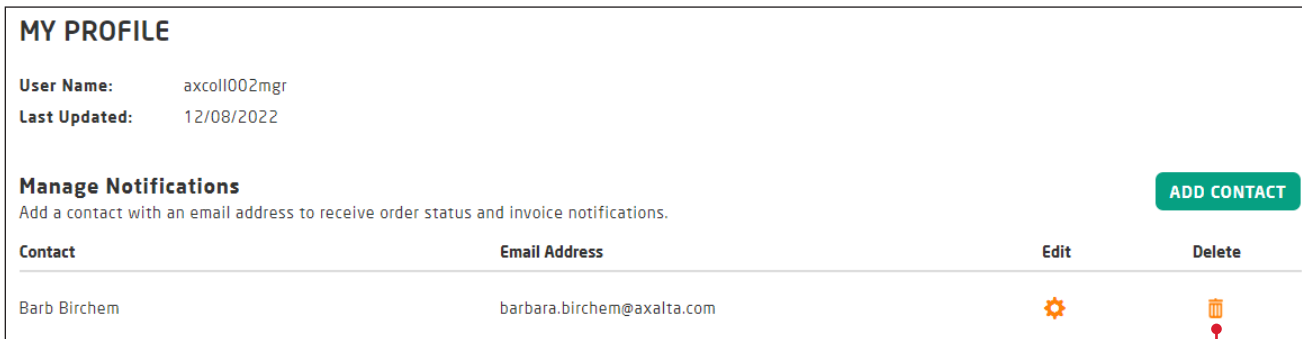 MY PROFILE
User Name: axcoll002mgr
Last Updated: 12/08/2022
Manage Notifications
ADD CONTACT
Add a contact with an email address to receive order status and invoice notifications.
Contact Email Address Edit Delete
Barb Birchem barbara.birchem@axalta.com